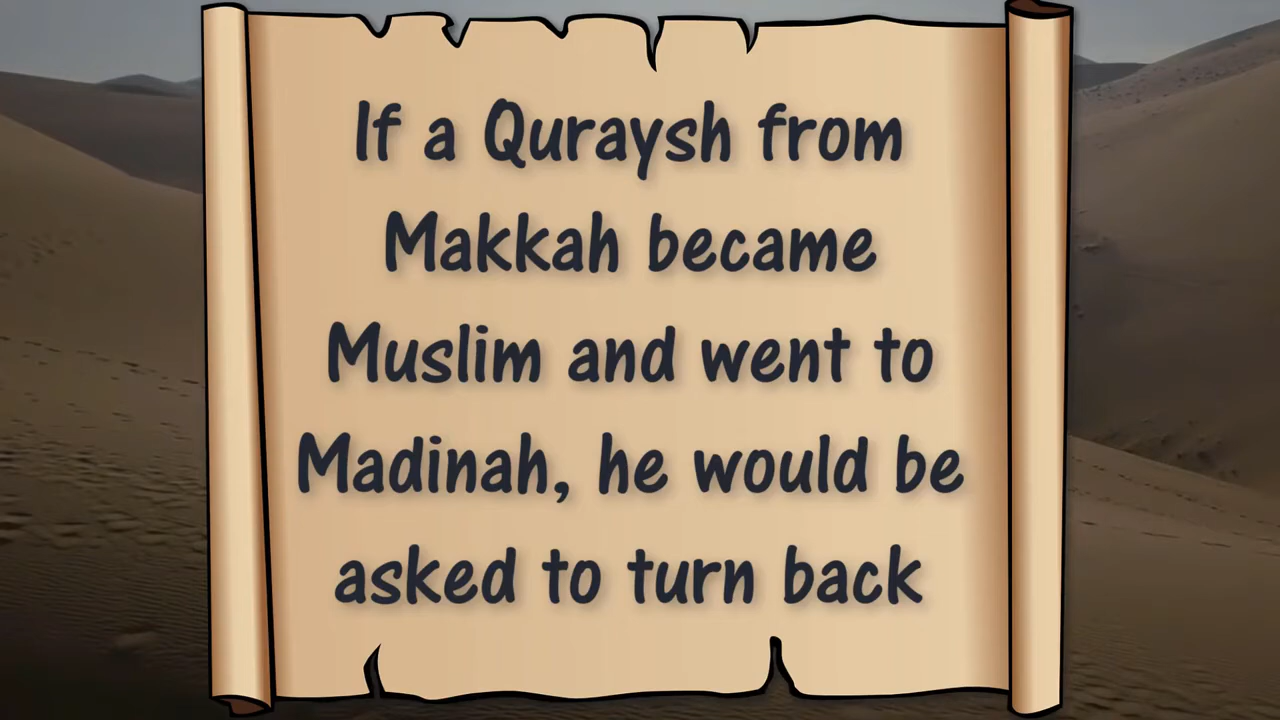 If a Quraysh from
Makkah became
Muslim and went to
Madinah, he would be
asked to turn back